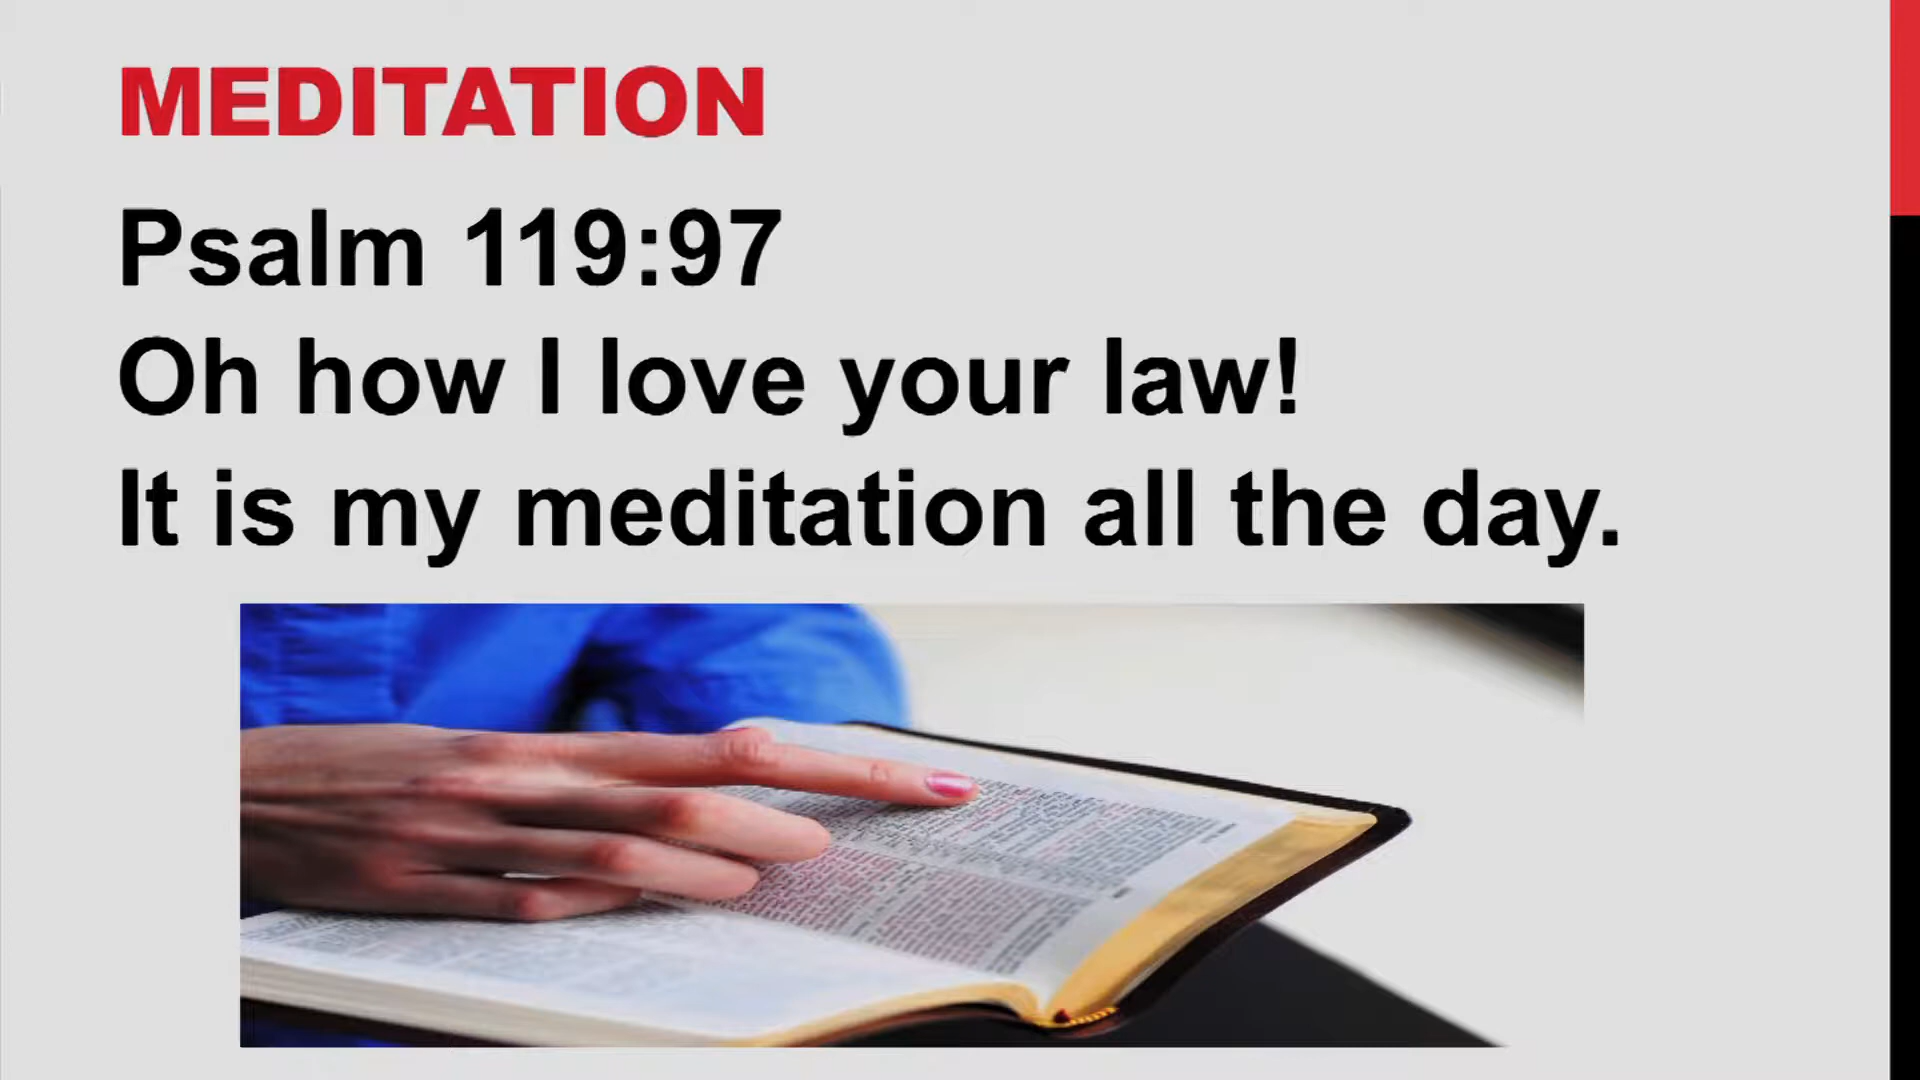 MEDITATION
Psalm 119:97
Oh how I love your law!
It is my meditation all the day.